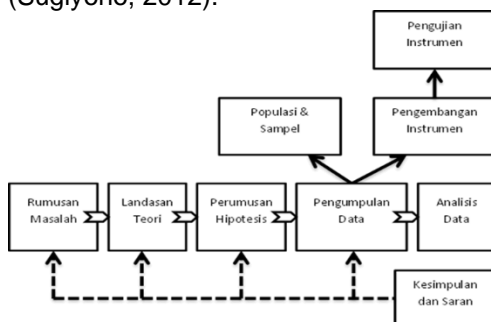 (Sugiyono, 2012).
Pengujian
Instrumen
Populasi &
Sampel
Pengembangan
Instrumen
Rumusan
Masalah
Landasan
Teori
Perumusan
Hipotesis
Pengumpulan
Data
Analisis
Data
Kesimpulan
dan Saran